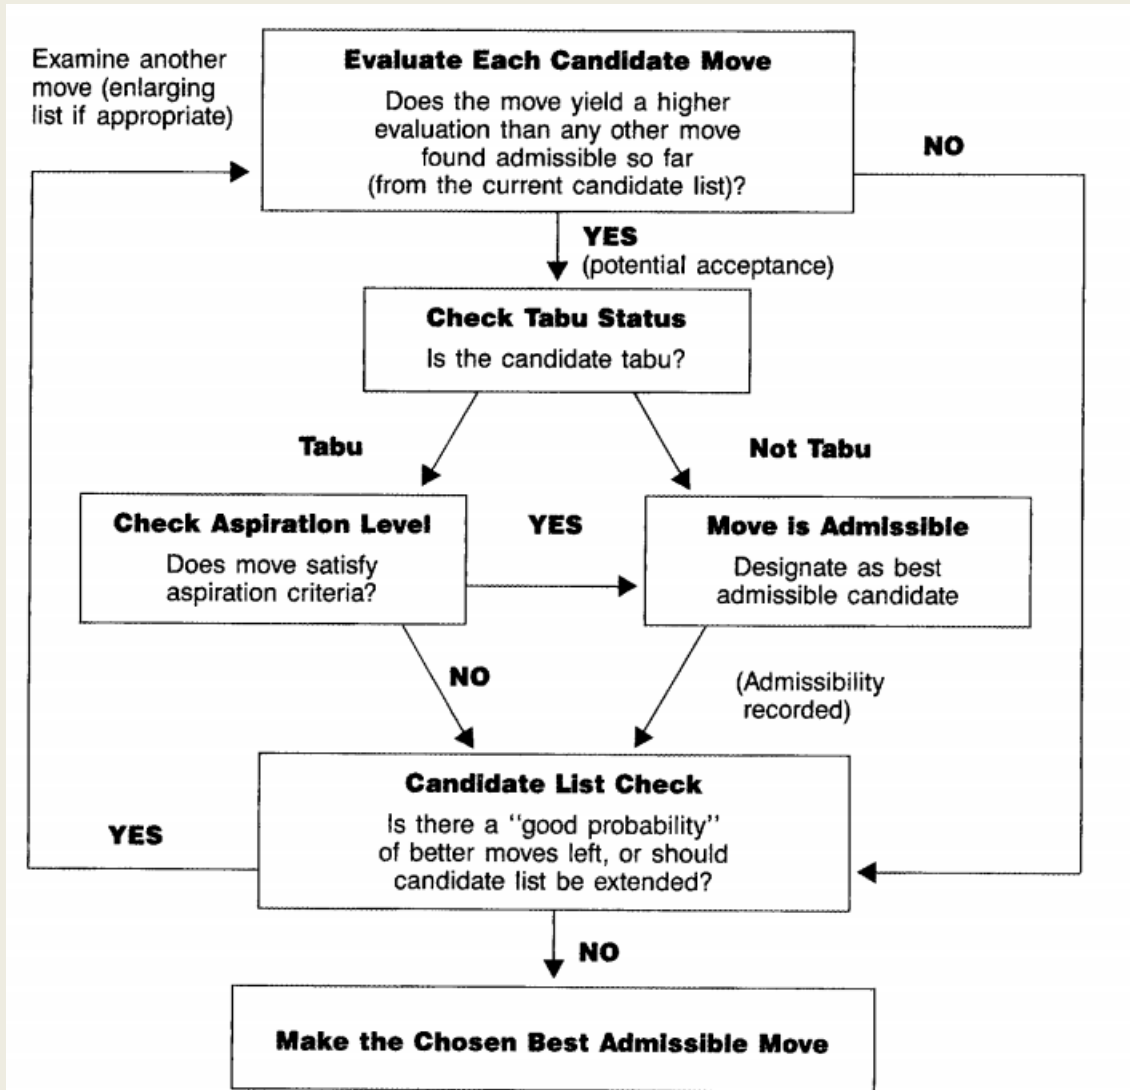 Examine another
move (enlarging
list if appropriate)
Evaluate Each Candidate Move
Does the move yield a higher
evaluation than any other move
found admissible so far
(from the current candidate list)?
NO
YES
(potential acceptance)
Check Tabu Status
Is the candidate tabu?
Tabu
Not Tabu
Check Aspiration Level
Does move satisfy
aspiration criteria?
YES
Move is Admissible
Designate as best
admissible candidate
NO
(Admissibility
recorded)
Candidate List Check
Is there a "good probability"
of better moves left, or should
candidate list be extended?
YES
NO
Make the Chosen Best Admissible Move